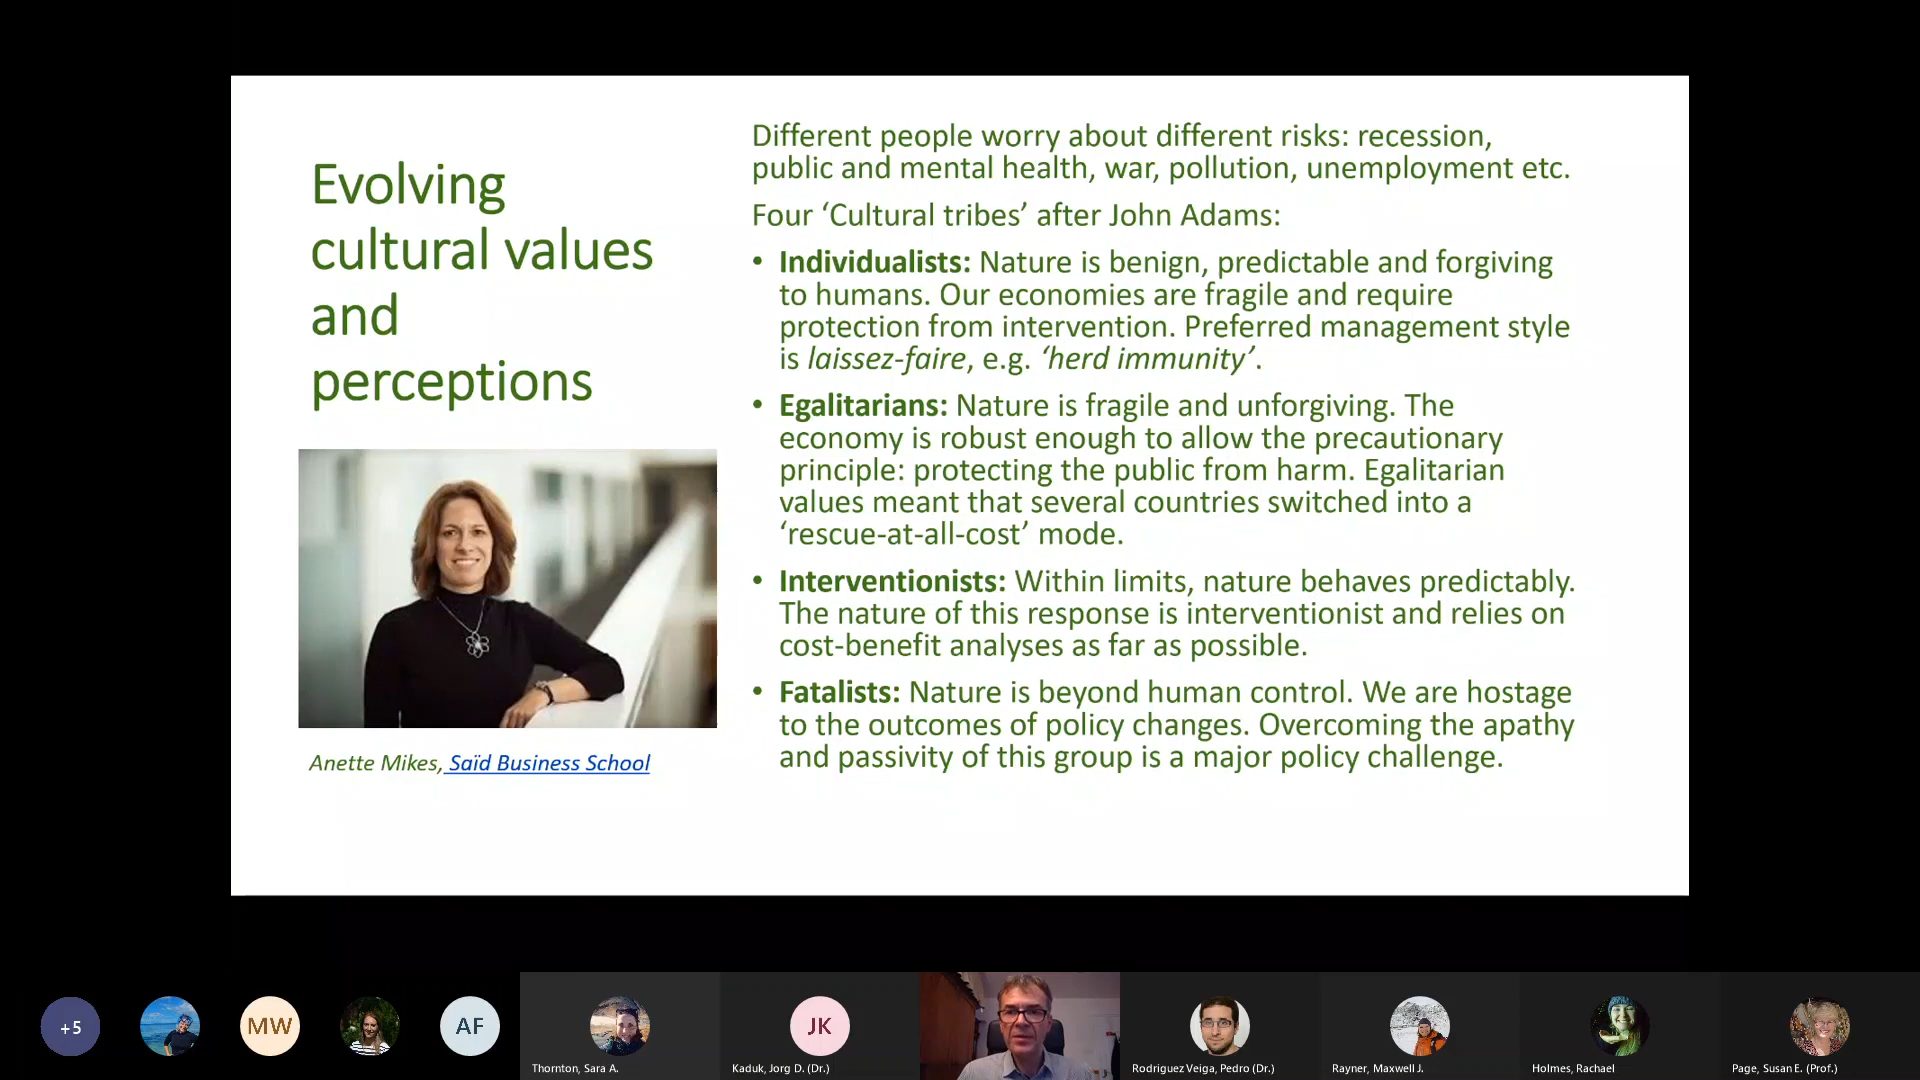 Evolving
cultural values
and
perceptions
Anette Mikes, Saïd Business School
Different people worry about different risks: recession,
public and mental health, war, pollution, unemployment etc.
Four ‘Cultural tribes’ after John Adams:
• Individualists: Nature is benign, predictable and forgiving
to humans. Our economies are fragile and require
protection from intervention. Preferred management style
is laissez-faire, e.g. ‘herd immunity’.
• Egalitarians: Nature is fragile and unforgiving. The
economy is robust enough to allow the precautionary
principle: protecting the public from harm. Egalitarian
values meant that several countries switched into a
‘rescue-at-all-cost’ mode.
• Interventionists: Within limits, nature behaves predictably.
The nature of this response is interventionist and relies on
cost-benefit analyses as far as possible.
• Fatalists: Nature is beyond human control. We are hostage
to the outcomes of policy changes. Overcoming the apathy
and passivity of this group is a major policy challenge.
+5
MW
AF
JK
Thornton, Sara A.
Kaduk, Jorg D. (Dr.)
Rodriguez Veiga, Pedro (Dr.)
Rayner, Maxwell J.
Holmes, Rachael
Page, Susan E. (Prof.)